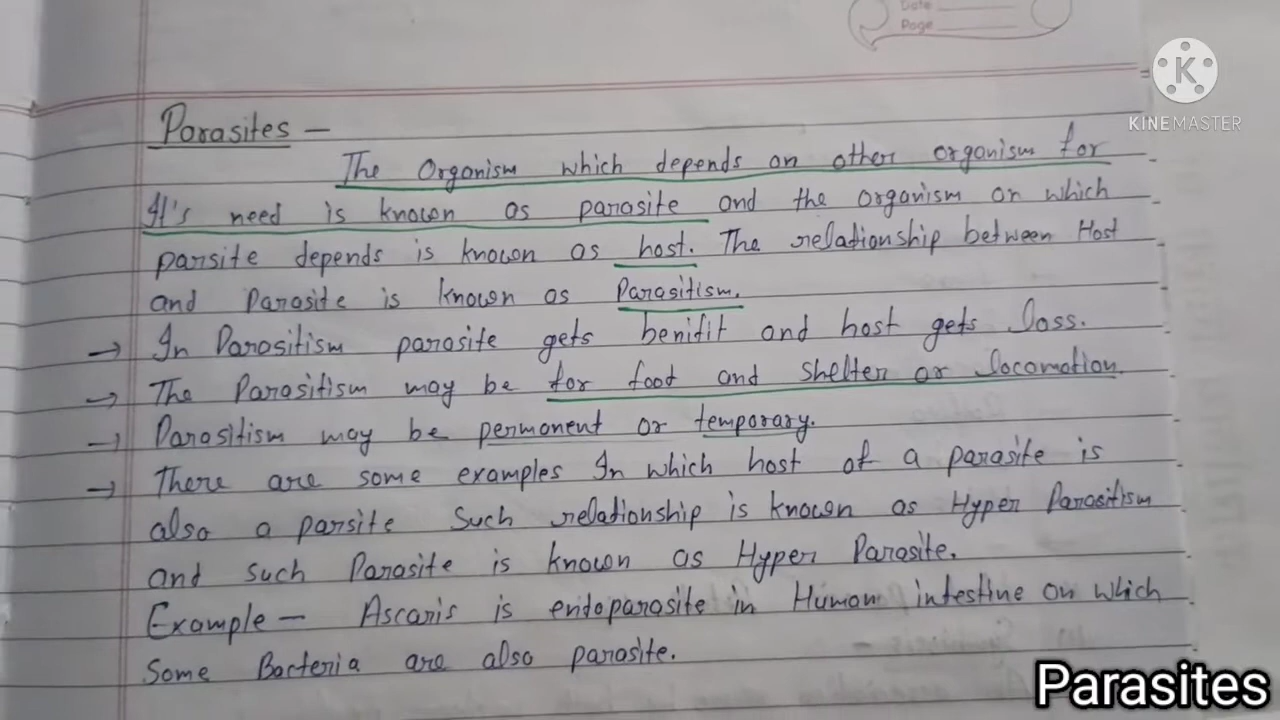 Date
Page
KINEMASTER
Parasites –
The Organism which depends on other organism for
It's need is known as parasite and the organism on which
parsite depends is known as host. The relationship between Host
and Parasite is known as Parasitism.
→ In Parasitism parasite gets benifit and host gets loss.
→ The Parasitism may be for food and shelter or locomotion.
→ Parasitism may be permanent or temporary.
→ There are some examples In which host of a parasite is
also a parsite Such relationship is known as Hyper Parasitism
and such Parasite is known as Hyper Parasite.
Example – Ascaris is endoparasite in Human intestine on which
Some Bacteria are also parasite.
Parasites